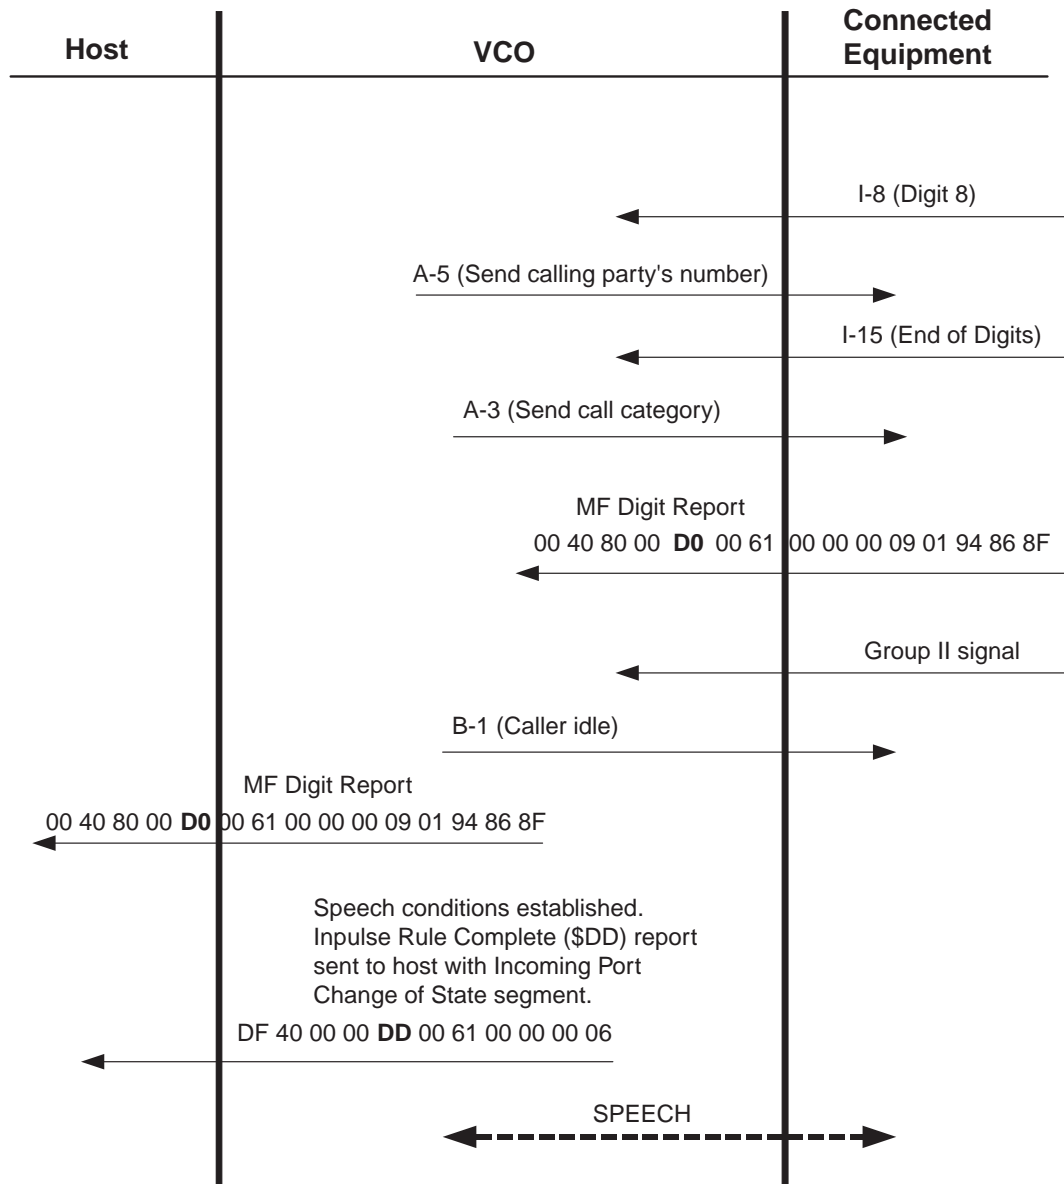 Host
VCO
Connected
Equipment
I-8 (Digit 8)
A-5 (Send calling party's number)
I-15 (End of Digits)
A-3 (Send call category)
MF Digit Report
00 40 80 00 D0 00 61 00 00 00 09 01 94 86 8F
Group II signal
B-1 (Caller idle)
MF Digit Report
00 40 80 00 D0 00 61 00 00 00 09 01 94 86 8F
Speech conditions established.
Inpulse Rule Complete ($DD) report
sent to host with Incoming Port
Change of State segment.
DF 40 00 00 DD 00 61 00 00 00 06
SPEECH